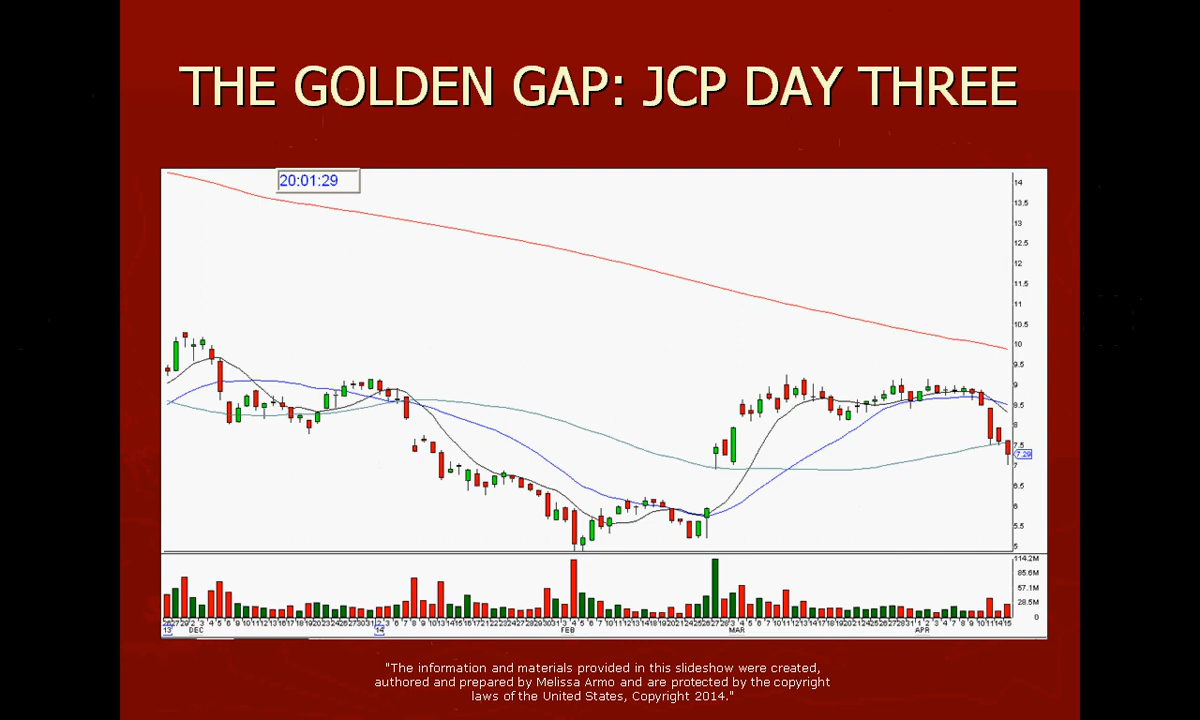 THE GOLDEN GAP: JCP DAY THREE
20:01:29
14
13.5
13
12.5
12
11.5
11
10.5
10
9.5
9
8.5
8
7.5
7.29
7
6.5
6
5.5
5
114.2M
85.6M
57.1M
28.5M
0
13 DEC 14 FEB MAR APR
"The information and materials provided in this slideshow were created,
authored and prepared by Melissa Armo and are protected by the copyright
laws of the United States, Copyright 2014."